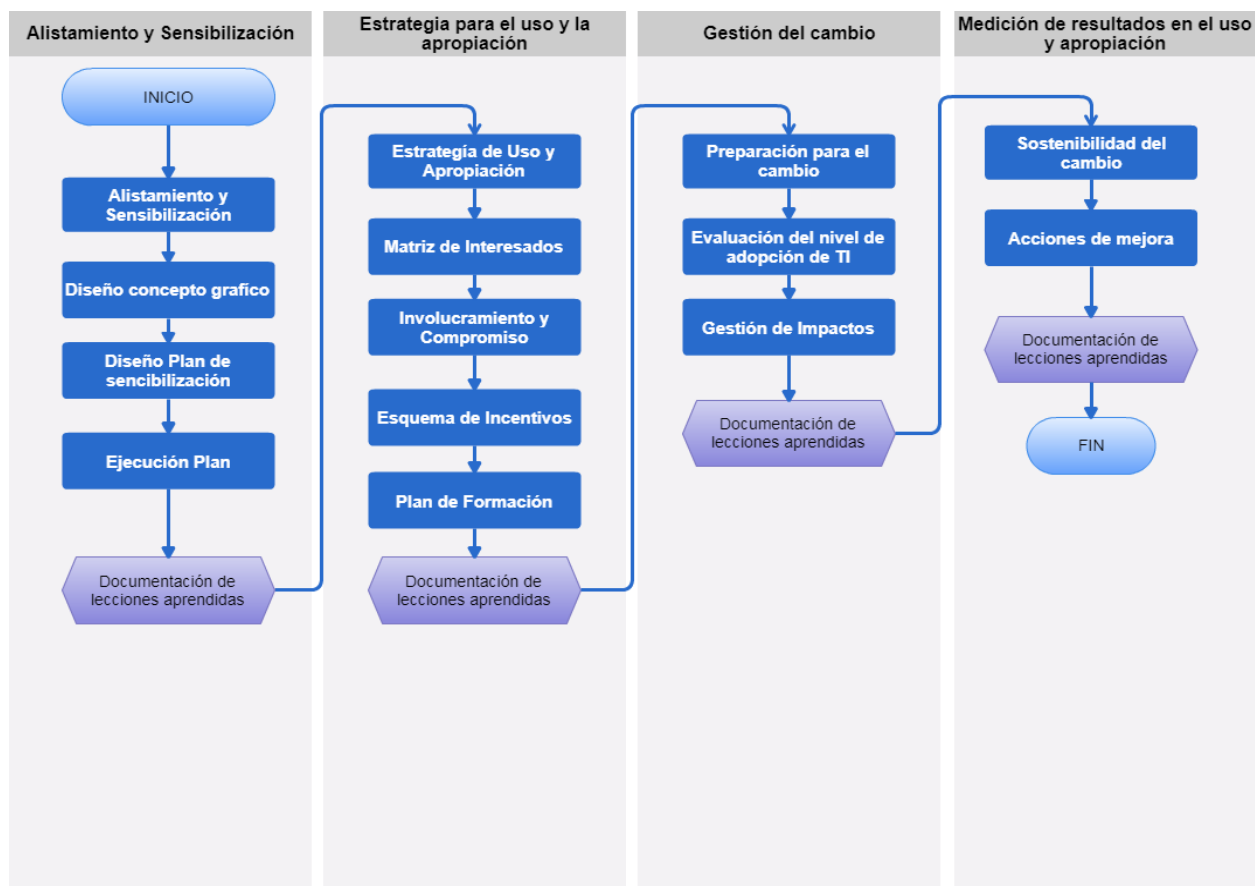 Alistamiento y Sensibilización
INICIO
Alistamiento y
Sensibilización
Diseño concepto grafico
Diseño Plan de
sencibilización
Ejecución Plan
Documentación de
lecciones aprendidas
Estrategia para el uso y la
apropiación
Estrategía de Uso y
Apropiación
Matriz de Interesados
Involucramiento y
Compromiso
Esquema de Incentivos
Plan de Formación
Documentación de
lecciones aprendidas
Gestión del cambio
Preparación para el
cambio
Evaluación del nivel de
adopción de TI
Gestión de Impactos
Documentación de
lecciones aprendidas
Medición de resultados en el uso
y apropiación
Sostenibilidad del
cambio
Acciones de mejora
Documentación de
lecciones aprendidas
FIN